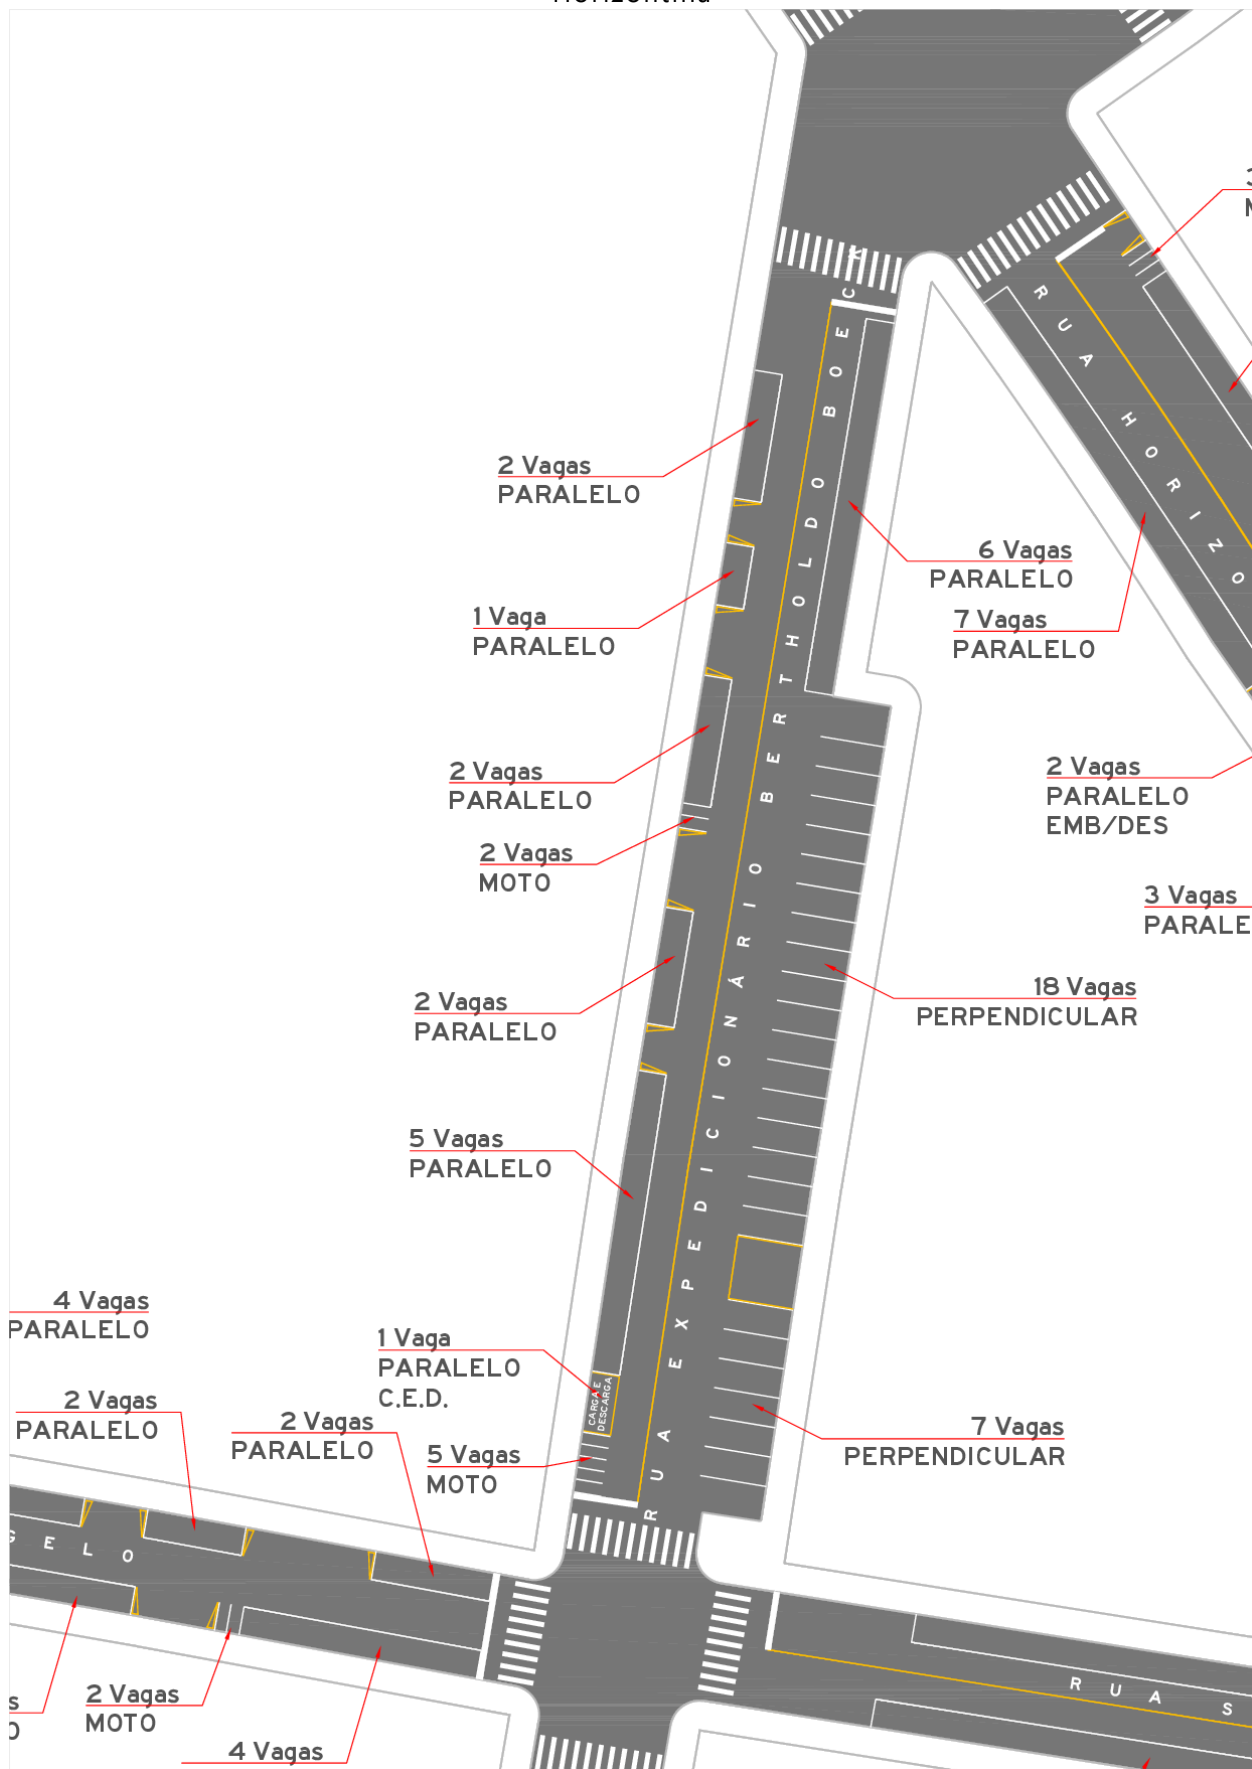 2 Vagas
PARALELO
6 Vagas
PARALELO
1 Vaga
PARALELO
7 Vagas
PARALELO
2 Vagas
PARALELO
2 Vagas
PARALELO
EMB/DES
2 Vagas
MOTO
3 Vagas
PARALE
18 Vagas
PERPENDICULAR
2 Vagas
PARALELO
5 Vagas
PARALELO
4 Vagas
PARALELO
1 Vaga
PARALELO
C.E.D.
CARGA E
DESCARGA
2 Vagas
PARALELO
2 Vagas
PARALELO
5 Vagas
MOTO
7 Vagas
PERPENDICULAR
2 Vagas
MOTO
4 Vagas
RUA EXPEDICIONÁRIO BERTHOLDO BOECK
RUA HORIZO
GELO
RUA S